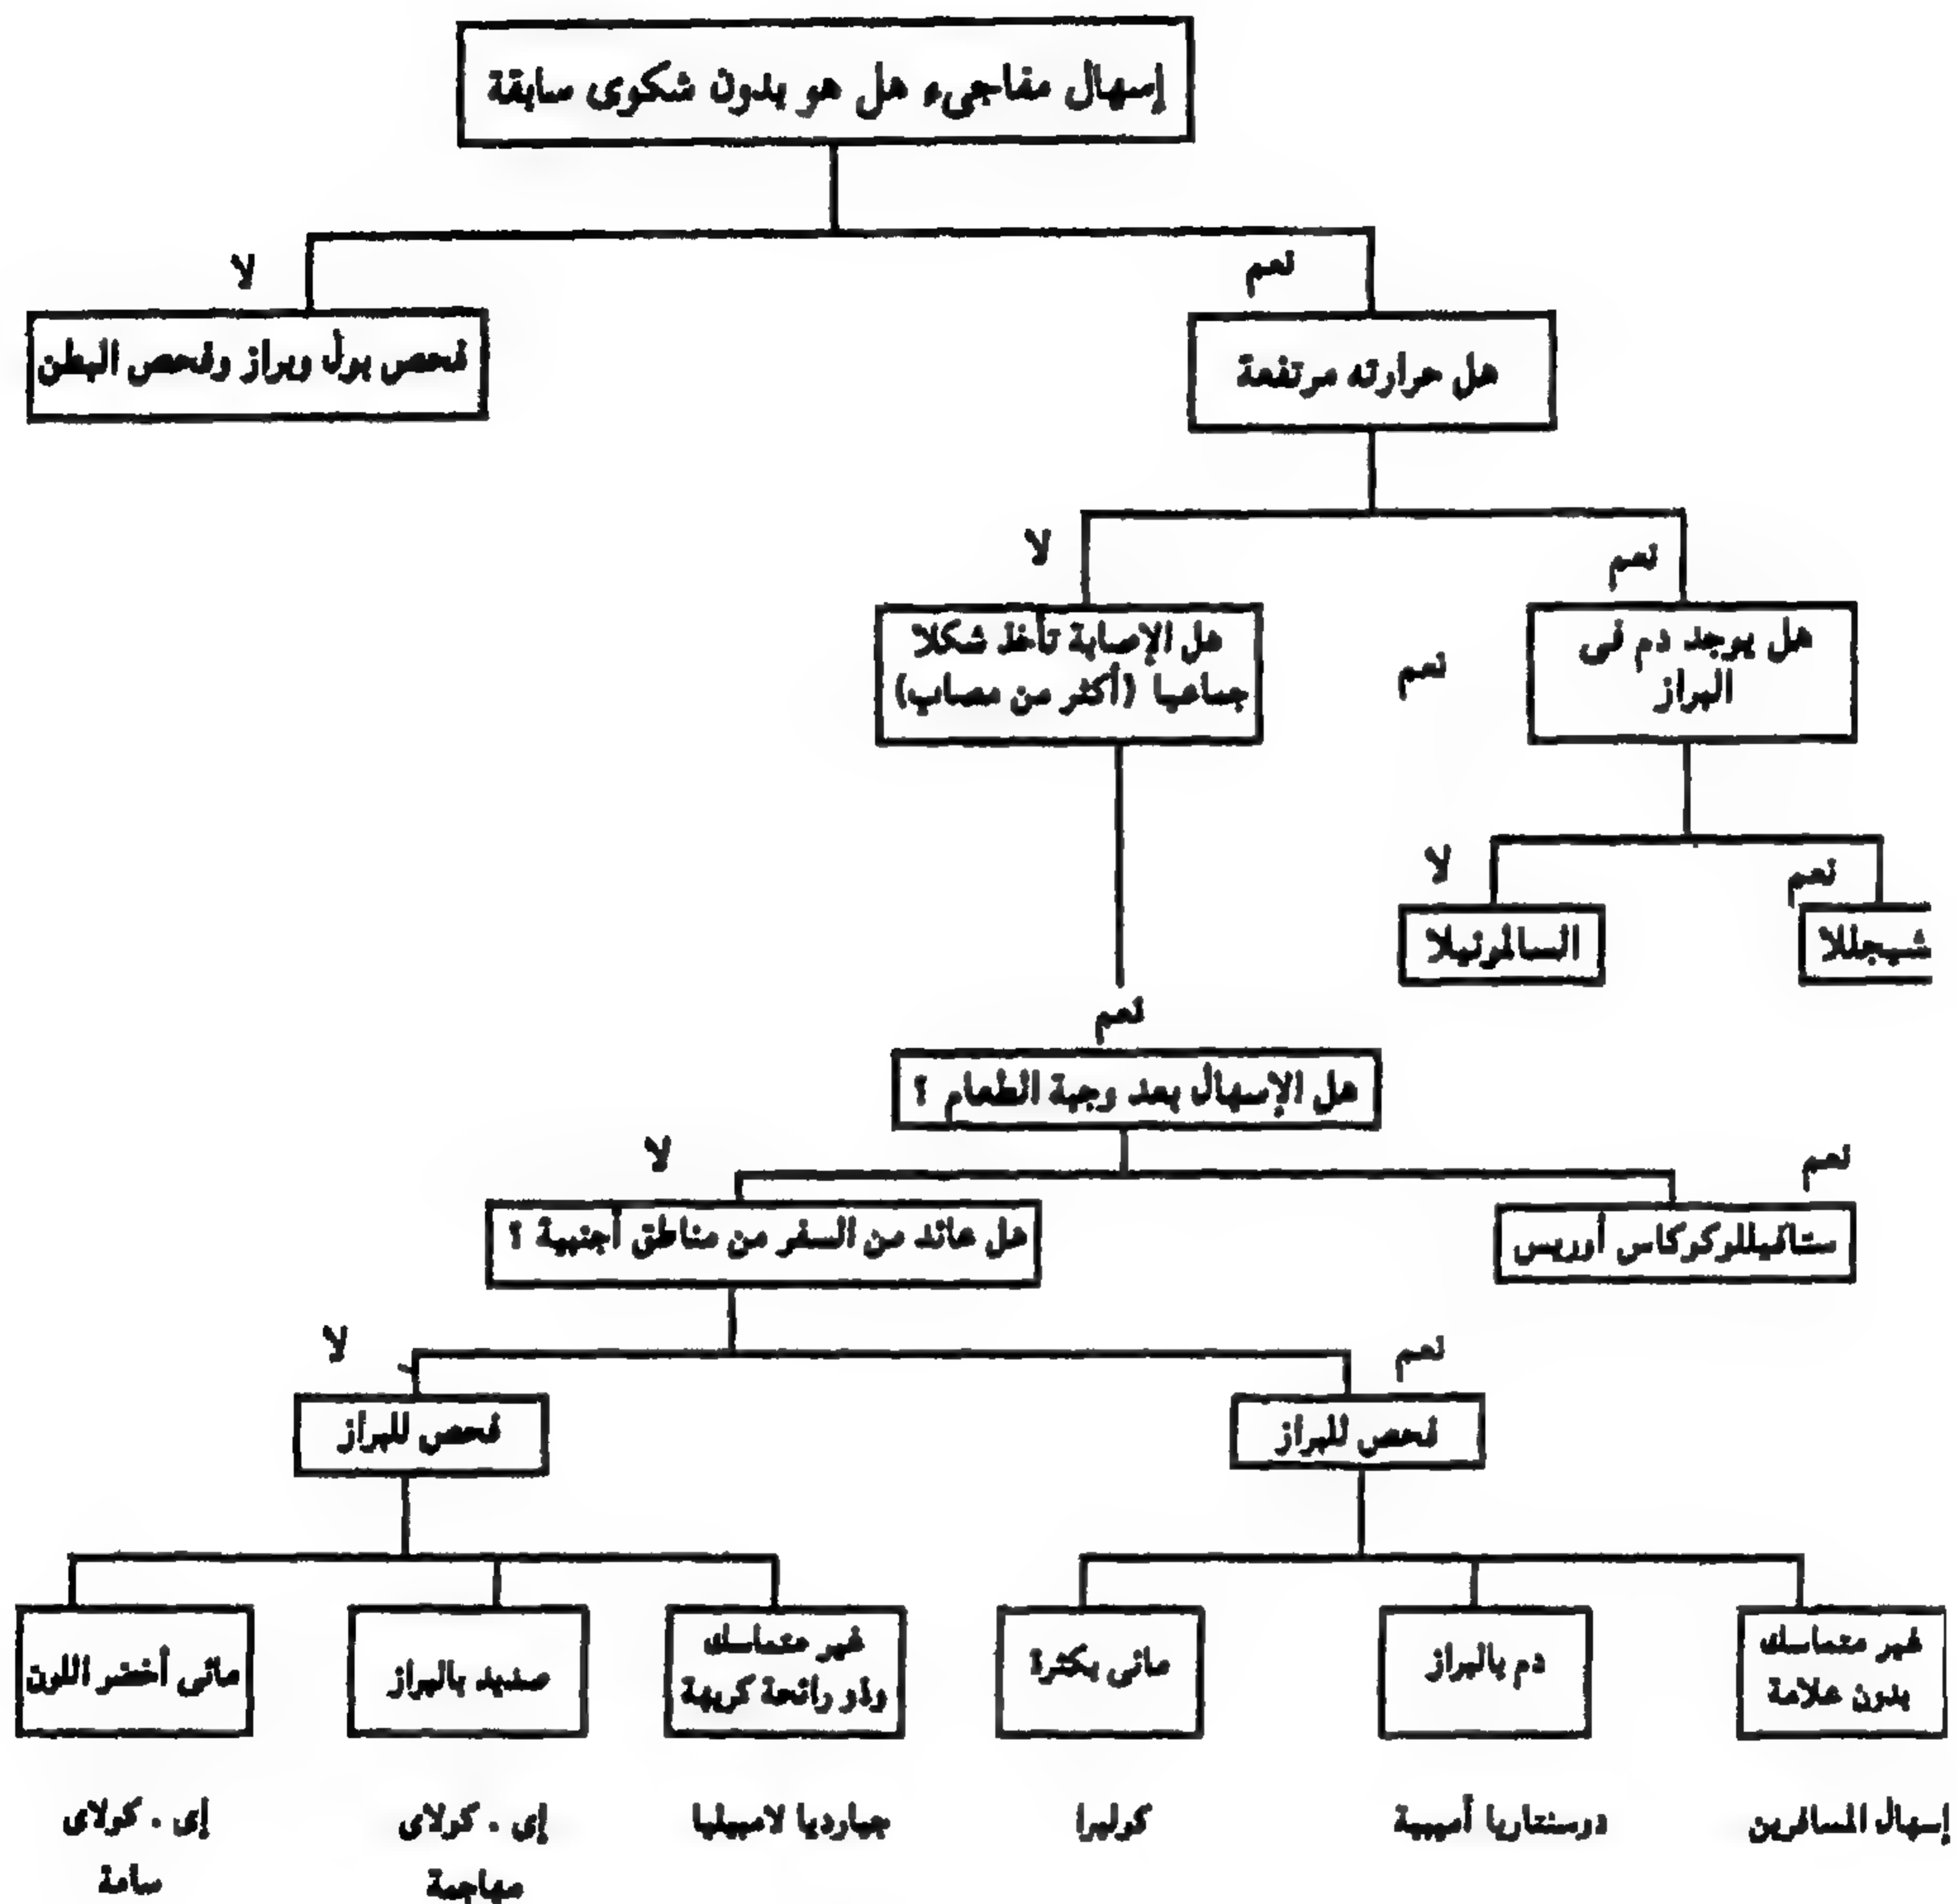 إسهال مفاجىء هل هو بدون شكوى سابقة
نعم
لا
هل حرارته مرتفعة
فحص بول وبراز وفحص البطن
نعم
لا
هل يوجد دم فى
البراز
نعم
هل الإصابة تأخذ شكلا
جماعيا (أكثر من مصاب)
نعم
لا
شيجللا
السالمونيلا
نعم
هل الإسهال بعد وجبة الطعام ؟
نعم
لا
ستافيللوكوكاس أوريس
هل عائد من السفر من مناطق أجنبية ؟
نعم
لا
فحص للبراز
فحص للبراز
غير متماسك
بدون علامة
دم بالبراز
مائى بكثرة
غير متماسك
وذو رائحة كريهة
صديد بالبراز
مائى أخضر اللون
إسهال المسافرين
دوسنتاريا أميبية
كوليرا
جيارديا لامبيليا
إى . كولاى
مهاجمة
إى . كولاى
سامة